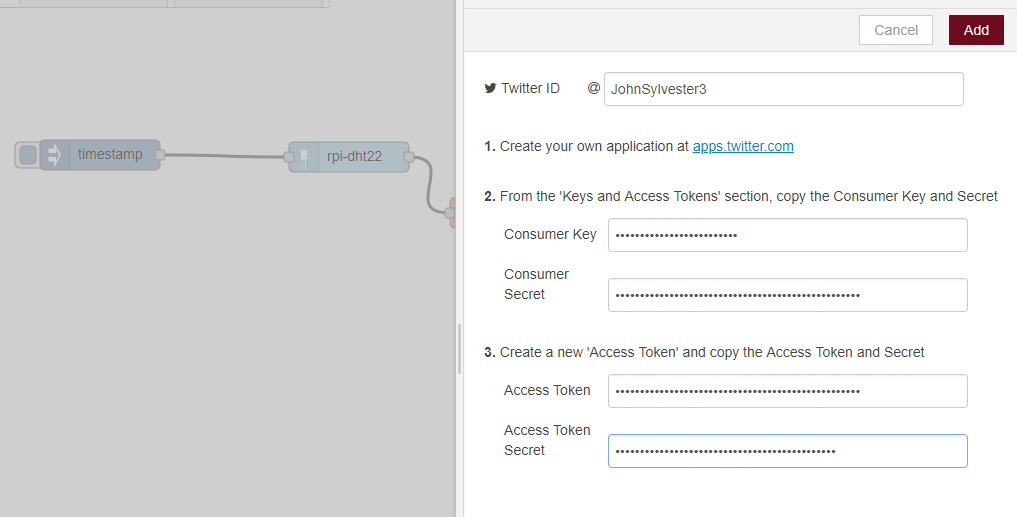 Cancel Add
Twitter ID @ JohnSylvester3
timestamp
rpi-dht22
1. Create your own application at apps.twitter.com
2. From the 'Keys and Access Tokens' section, copy the Consumer Key and Secret
Consumer Key
Consumer
Secret
3. Create a new 'Access Token' and copy the Access Token and Secret
Access Token
Access Token
Secret